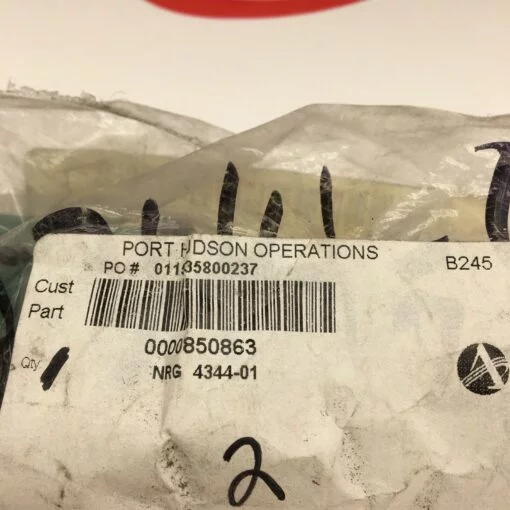 PORT HUDSON OPERATIONS
B245
PO # 01135800237
Cust
Part
0000850863
Qty
NRG 4344-01
2